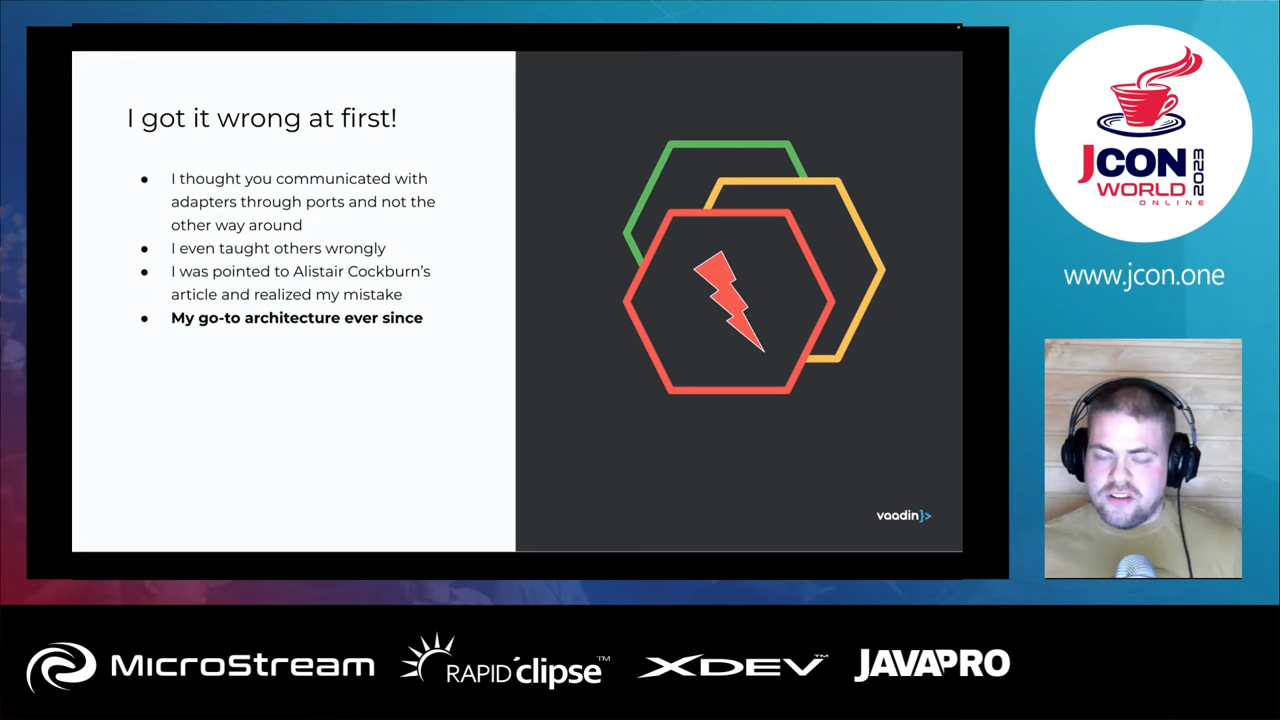 I got it wrong at first!
● I thought you communicated with
adapters through ports and not the
other way around
● I even taught others wrongly
● I was pointed to Alistair Cockburn’s
article and realized my mistake
● My go-to architecture ever since
vaadin}>
JCON
2023
WORLD
ONLINE
www.jcon.one
MICROSTREAM
RAPIDclipse™
XDEV™
JAVAPRO